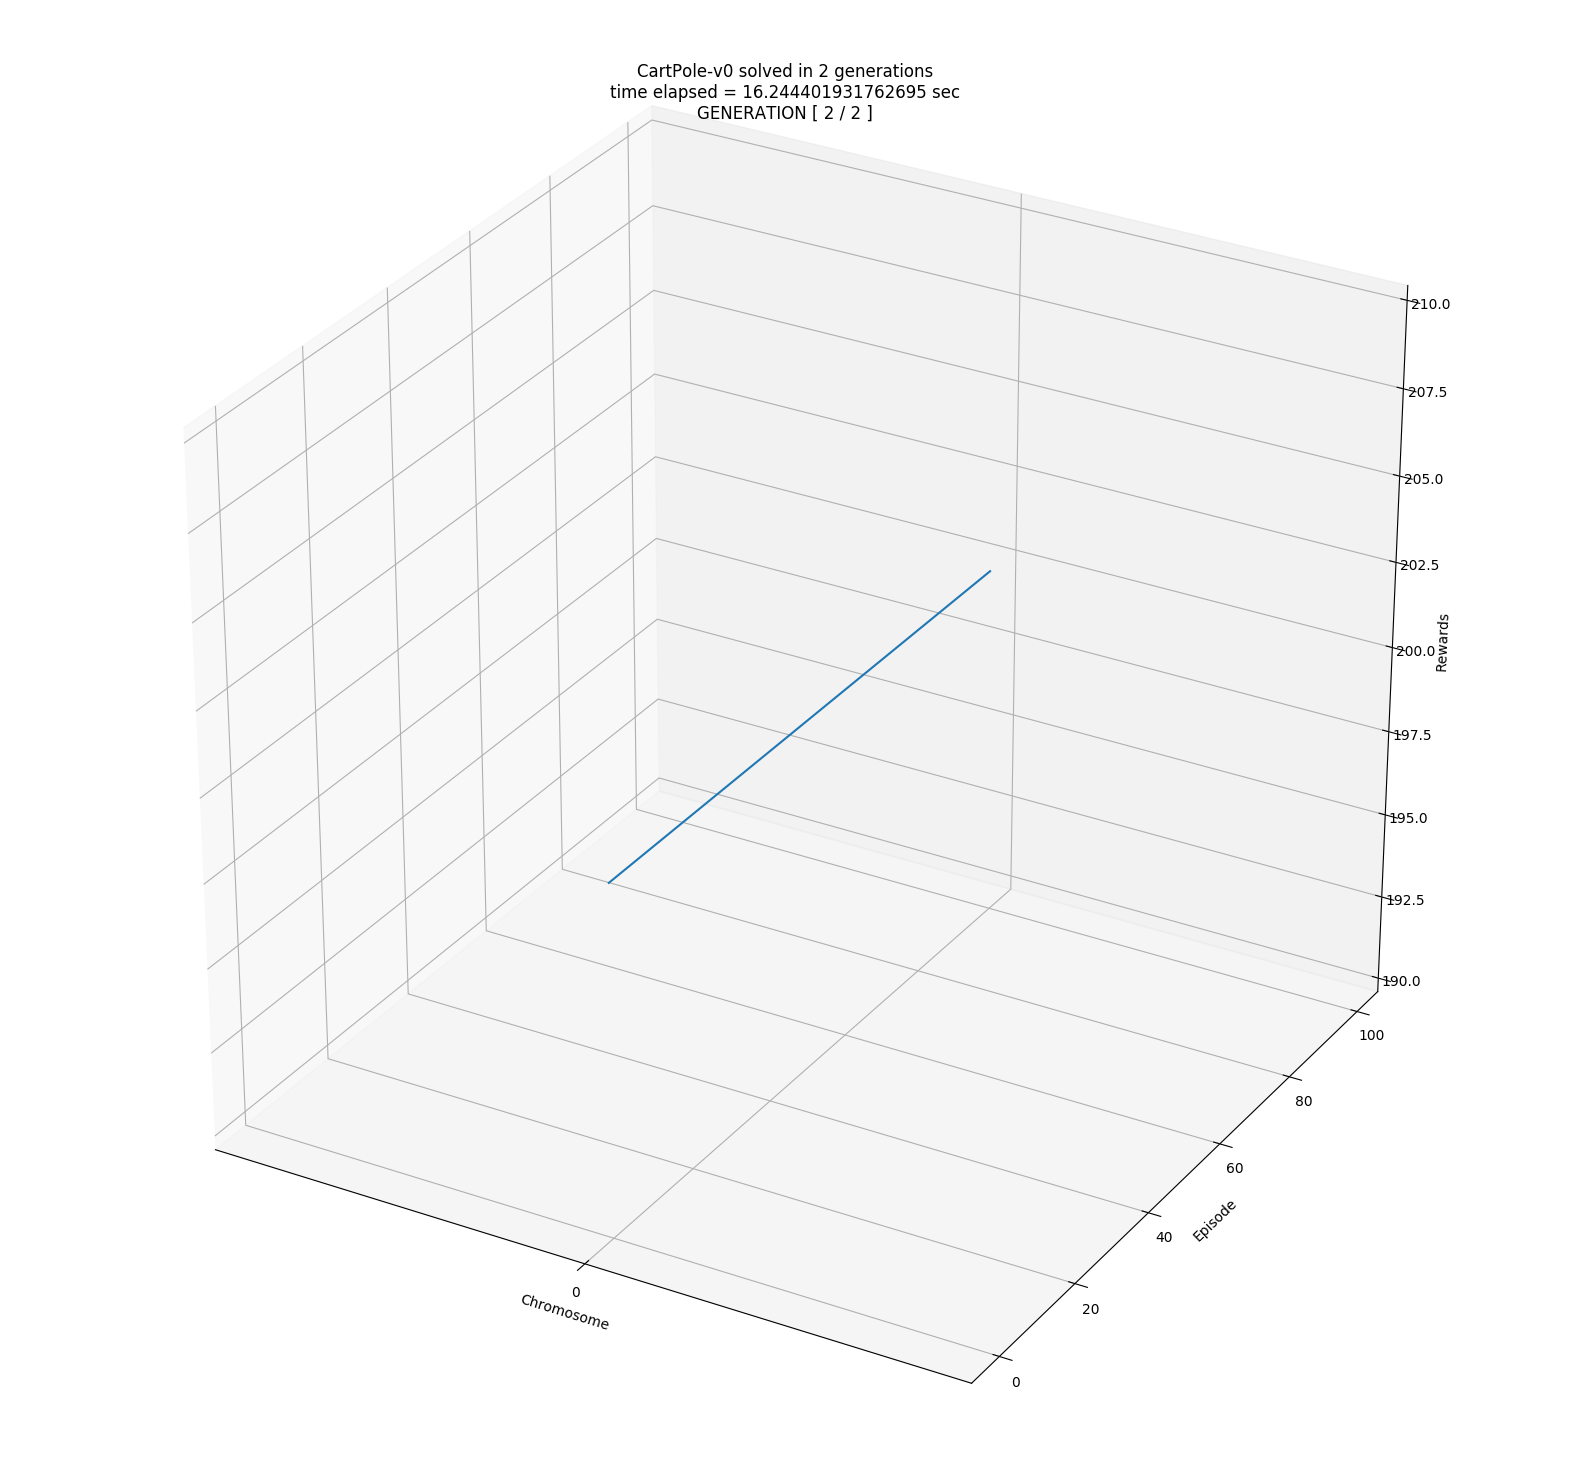 CartPole-v0 solved in 2 generations
time elapsed = 16.244401931762695 sec
GENERATION [ 2 / 2 ]
210.0
207.5
205.0
202.5
200.0
197.5
195.0
192.5
190.0
Rewards
100
80
60
40
20
0
Episode
0
Chromosome